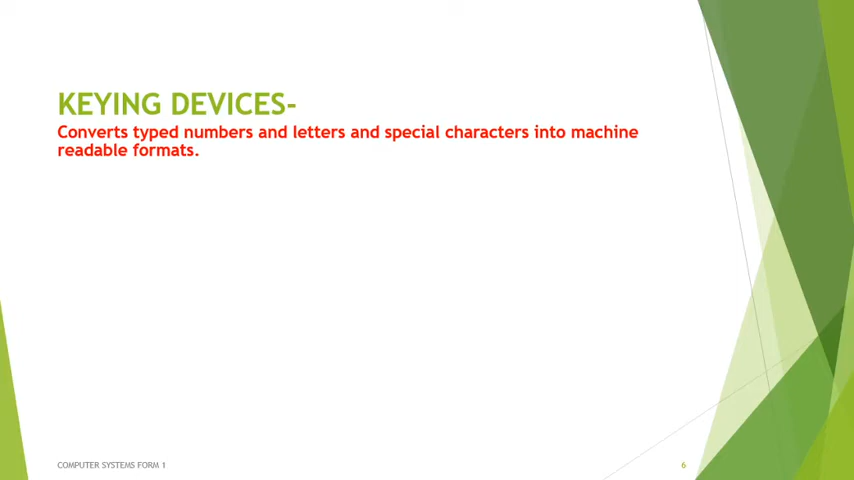 KEYING DEVICES-
Converts typed numbers and letters and special characters into machine
readable formats.
COMPUTER SYSTEMS FORM 1
6